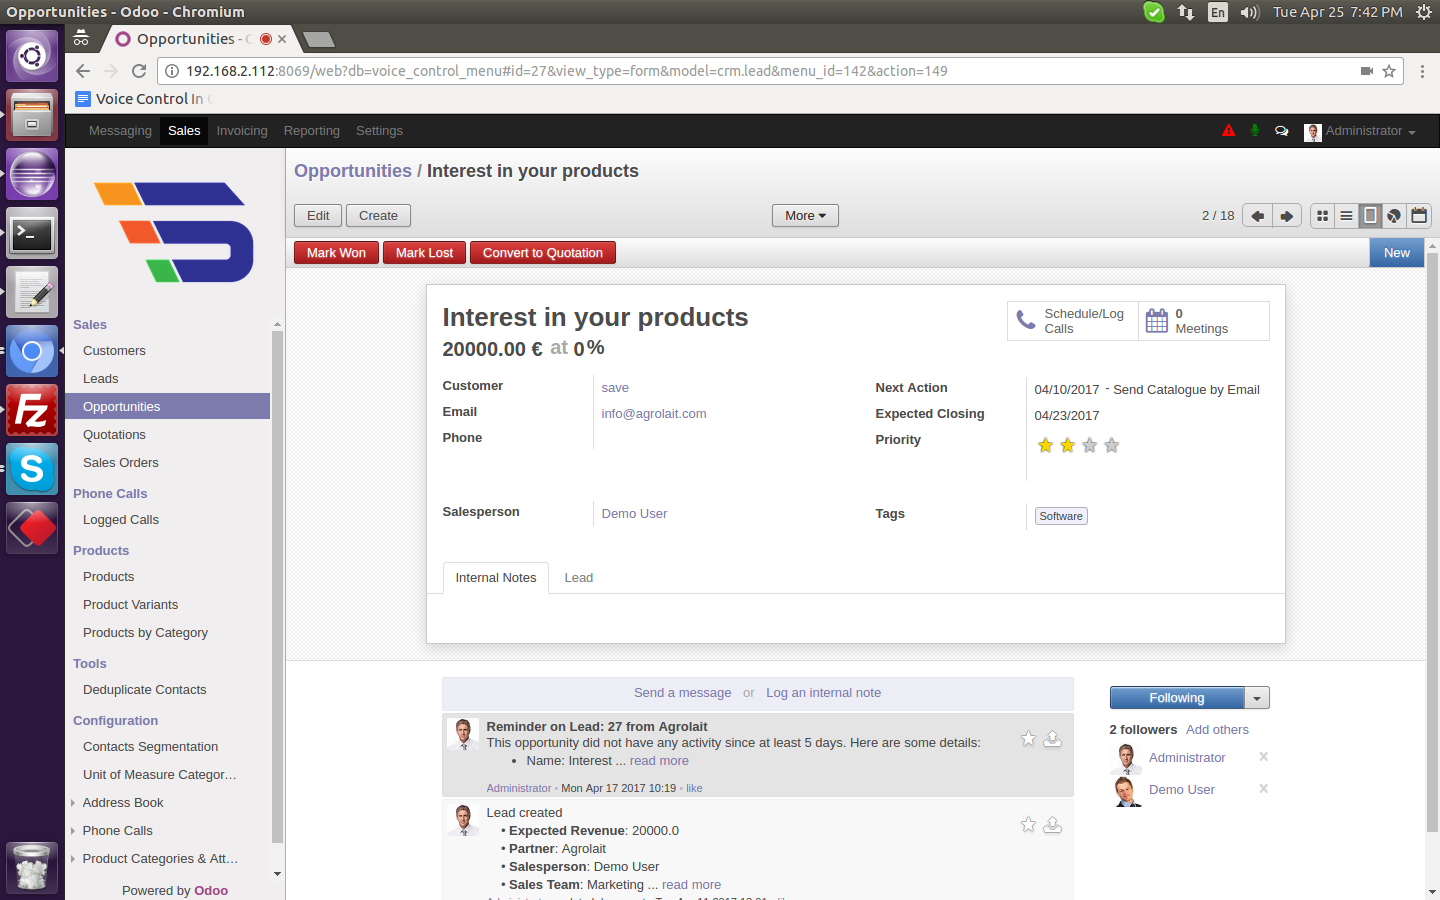 Opportunities - Odoo - Chromium
En
Tue Apr 25 7:42 PM
Opportunities -
192.168.2.112:8069/web?db=voice_control_menu#id=27&view_type=form&model=crm.lead&menu_id=142&action=149
Voice Control In
Messaging Sales Invoicing Reporting Settings
Administrator
Opportunities / Interest in your products
Edit Create
More
2 / 18
Mark Won Mark Lost Convert to Quotation
New
Sales
Customers
Leads
Opportunities
Quotations
Sales Orders
Phone Calls
Logged Calls
Products
Products
Product Variants
Products by Category
Tools
Deduplicate Contacts
Configuration
Contacts Segmentation
Unit of Measure Categor...
Address Book
Phone Calls
Product Categories & Att...
Powered by Odoo
Interest in your products
20000.00 € at 0%
Schedule/Log Calls
0 Meetings
Customer save
Email info@agrolait.com
Phone
Next Action 04/10/2017 - Send Catalogue by Email
Expected Closing 04/23/2017
Priority
Salesperson Demo User
Tags Software
Internal Notes Lead
Send a message or Log an internal note
Reminder on Lead: 27 from Agrolait
This opportunity did not have any activity since at least 5 days. Here are some details:
• Name: Interest ... read more
Administrator • Mon Apr 17 2017 10:19 • like
Lead created
• Expected Revenue: 20000.0
• Partner: Agrolait
• Salesperson: Demo User
• Sales Team: Marketing ... read more
Following
2 followers Add others
Administrator x
Demo User x